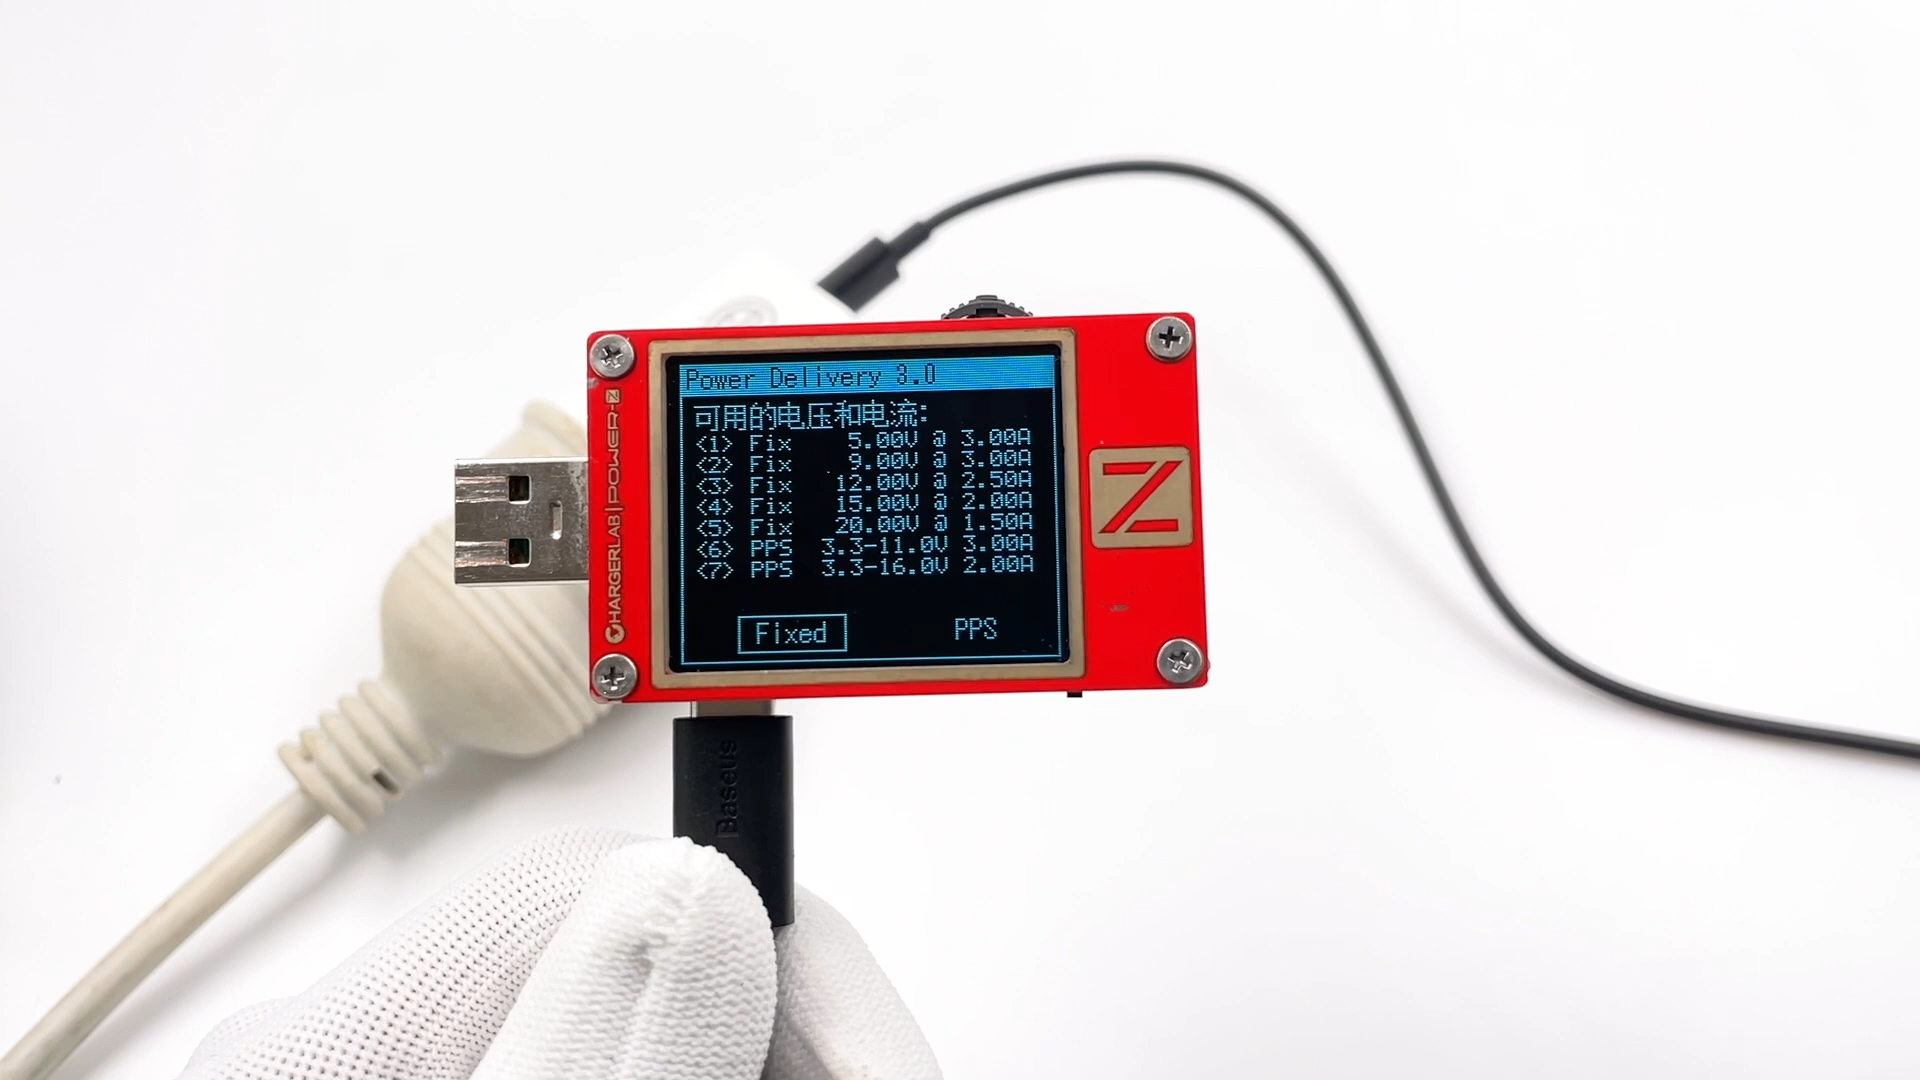 Power Delivery 3.0
可用的电压和电流:
<1> Fix 5.00V @ 3.00A
<2> Fix 9.00V @ 3.00A
<3> Fix 12.00V @ 2.50A
<4> Fix 15.00V @ 2.00A
<5> Fix 20.00V @ 1.50A
<6> PPS 3.3-11.0V 3.00A
<7> PPS 3.3-16.0V 2.00A
Fixed PPS
CHARGERLAB | POWER-Z
Z
Baseus